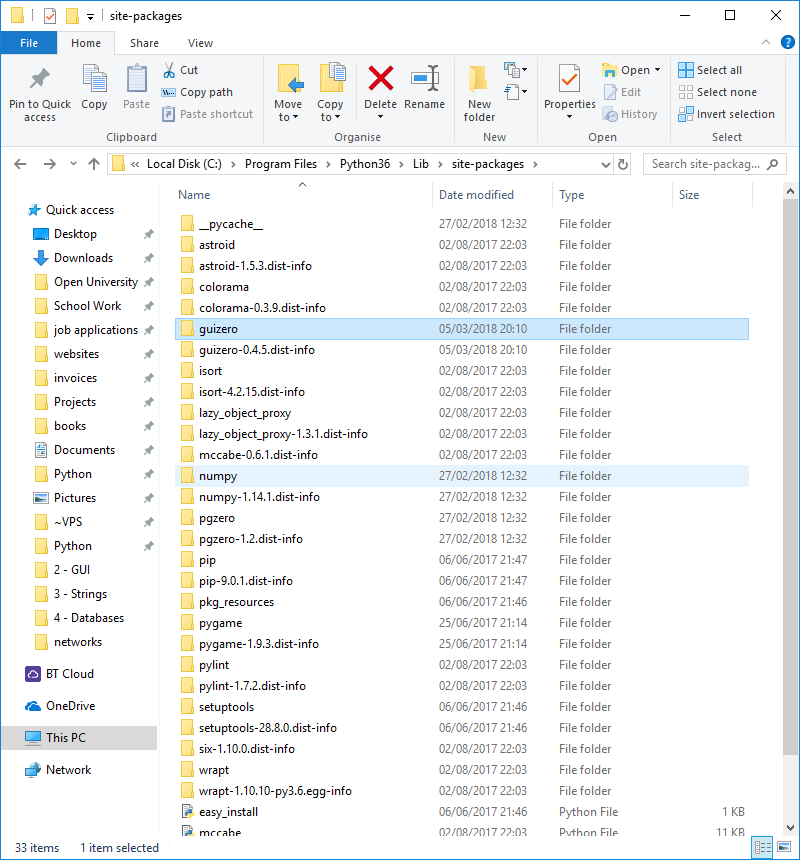 site-packages
File Home Share View
Pin to Quick access
Copy
Paste
Cut
Copy path
Paste shortcut
Clipboard
Move to
Copy to
Delete
Rename
Organise
New folder
New
Properties
Open
Edit
History
Open
Select all
Select none
Invert selection
Select
« Local Disk (C:) > Program Files > Python36 > Lib > site-packages >
Search site-packag...
Quick access
Desktop
Downloads
Open University
School Work
job applications
websites
invoices
Projects
books
Documents
Python
Pictures
~VPS
Python
2 - GUI
3 - Strings
4 - Databases
networks
BT Cloud
OneDrive
This PC
Network
Name Date modified Type Size
__pycache__ 27/02/2018 12:32 File folder
astroid 02/08/2017 22:03 File folder
astroid-1.5.3.dist-info 02/08/2017 22:03 File folder
colorama 02/08/2017 22:03 File folder
colorama-0.3.9.dist-info 02/08/2017 22:03 File folder
guizero 05/03/2018 20:10 File folder
guizero-0.4.5.dist-info 05/03/2018 20:10 File folder
isort 02/08/2017 22:03 File folder
isort-4.2.15.dist-info 02/08/2017 22:03 File folder
lazy_object_proxy 02/08/2017 22:03 File folder
lazy_object_proxy-1.3.1.dist-info 02/08/2017 22:03 File folder
mccabe-0.6.1.dist-info 02/08/2017 22:03 File folder
numpy 27/02/2018 12:32 File folder
numpy-1.14.1.dist-info 27/02/2018 12:32 File folder
pgzero 27/02/2018 12:32 File folder
pgzero-1.2.dist-info 27/02/2018 12:32 File folder
pip 06/06/2017 21:47 File folder
pip-9.0.1.dist-info 06/06/2017 21:47 File folder
pkg_resources 06/06/2017 21:46 File folder
pygame 25/06/2017 21:14 File folder
pygame-1.9.3.dist-info 25/06/2017 21:14 File folder
pylint 02/08/2017 22:03 File folder
pylint-1.7.2.dist-info 02/08/2017 22:03 File folder
setuptools 06/06/2017 21:46 File folder
setuptools-28.8.0.dist-info 06/06/2017 21:46 File folder
six-1.10.0.dist-info 02/08/2017 22:03 File folder
wrapt 02/08/2017 22:03 File folder
wrapt-1.10.10-py3.6.egg-info 02/08/2017 22:03 File folder
easy_install 06/06/2017 21:46 Python File 1 KB
mccabe 02/08/2017 22:03 Python File 11 KB
33 items 1 item selected